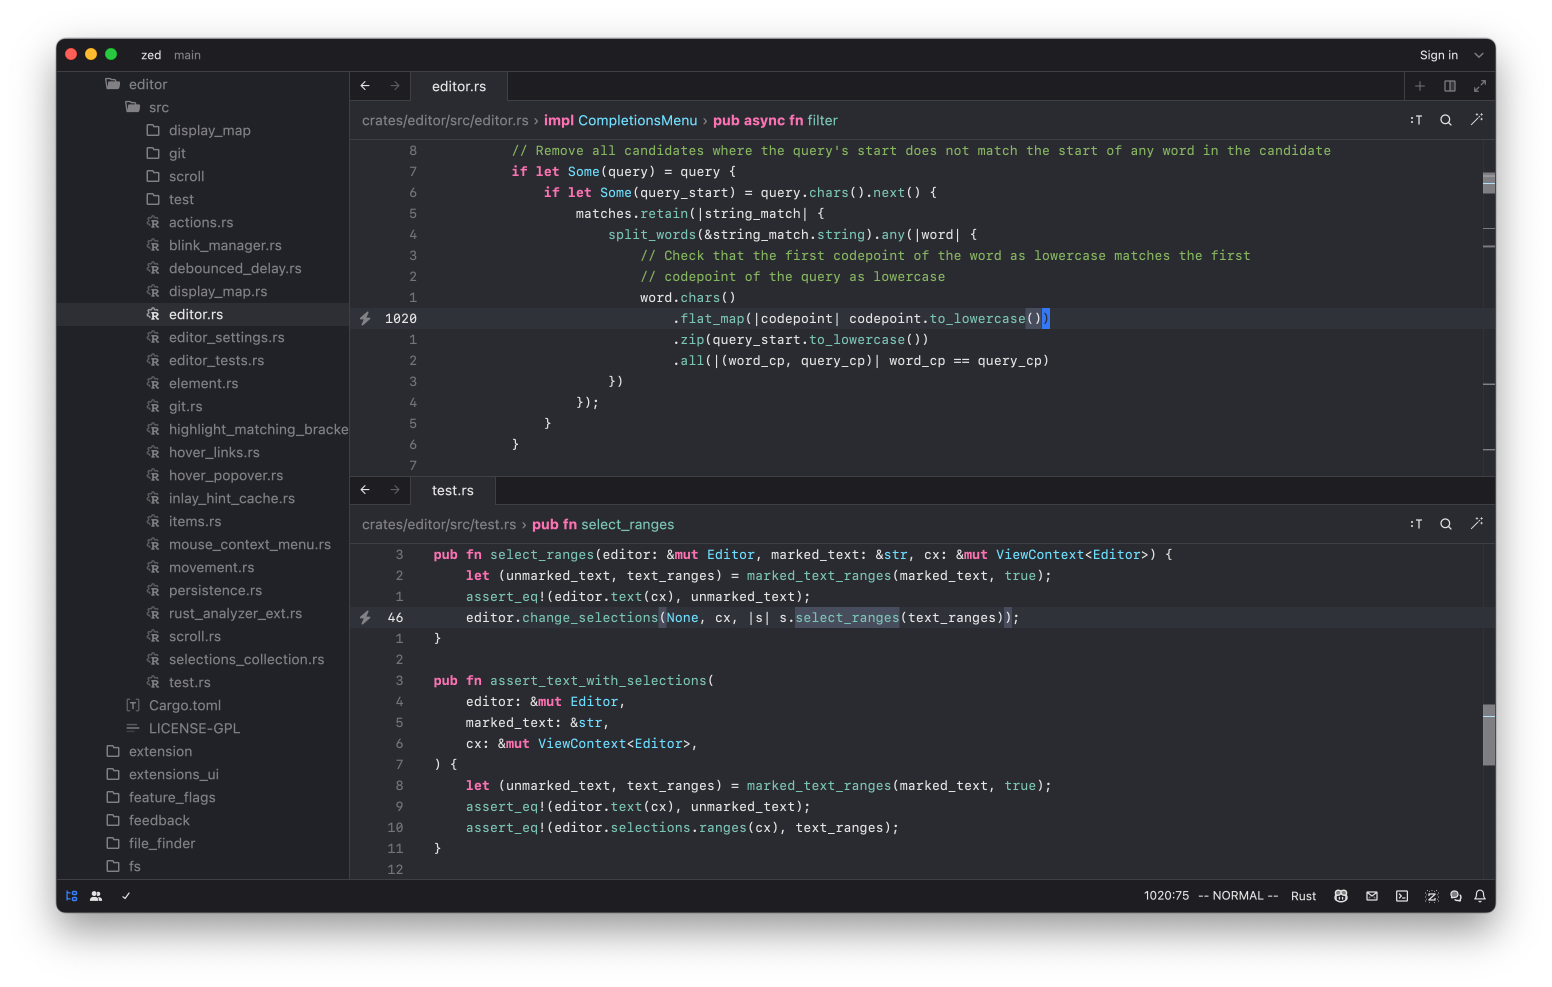 zed main
Sign in
editor
src
display_map
git
scroll
test
actions.rs
blink_manager.rs
debounced_delay.rs
display_map.rs
editor.rs
editor_settings.rs
editor_tests.rs
element.rs
git.rs
highlight_matching_bracke
hover_links.rs
hover_popover.rs
inlay_hint_cache.rs
items.rs
mouse_context_menu.rs
movement.rs
persistence.rs
rust_analyzer_ext.rs
scroll.rs
selections_collection.rs
test.rs
Cargo.toml
LICENSE-GPL
extension
extensions_ui
feature_flags
feedback
file_finder
fs
editor.rs
crates/editor/src/editor.rs › impl CompletionsMenu › pub async fn filter
8 // Remove all candidates where the query's start does not match the start of any word in the candidate
7 if let Some(query) = query {
6 if let Some(query_start) = query.chars().next() {
5 matches.retain(|string_match| {
4 split_words(&string_match.string).any(|word| {
3 // Check that the first codepoint of the word as lowercase matches the first
2 // codepoint of the query as lowercase
1 word.chars()
1020 .flat_map(|codepoint| codepoint.to_lowercase())
1 .zip(query_start.to_lowercase())
2 .all(|(word_cp, query_cp)| word_cp == query_cp)
3 })
4 });
5 }
6 }
7
test.rs
crates/editor/src/test.rs › pub fn select_ranges
3 pub fn select_ranges(editor: &mut Editor, marked_text: &str, cx: &mut ViewContext<Editor>) {
2 let (unmarked_text, text_ranges) = marked_text_ranges(marked_text, true);
1 assert_eq!(editor.text(cx), unmarked_text);
46 editor.change_selections(None, cx, |s| s.select_ranges(text_ranges));
1 }
2
3 pub fn assert_text_with_selections(
4 editor: &mut Editor,
5 marked_text: &str,
6 cx: &mut ViewContext<Editor>,
7 ) {
8 let (unmarked_text, text_ranges) = marked_text_ranges(marked_text, true);
9 assert_eq!(editor.text(cx), unmarked_text);
10 assert_eq!(editor.selections.ranges(cx), text_ranges);
11 }
12
1020:75 -- NORMAL -- Rust